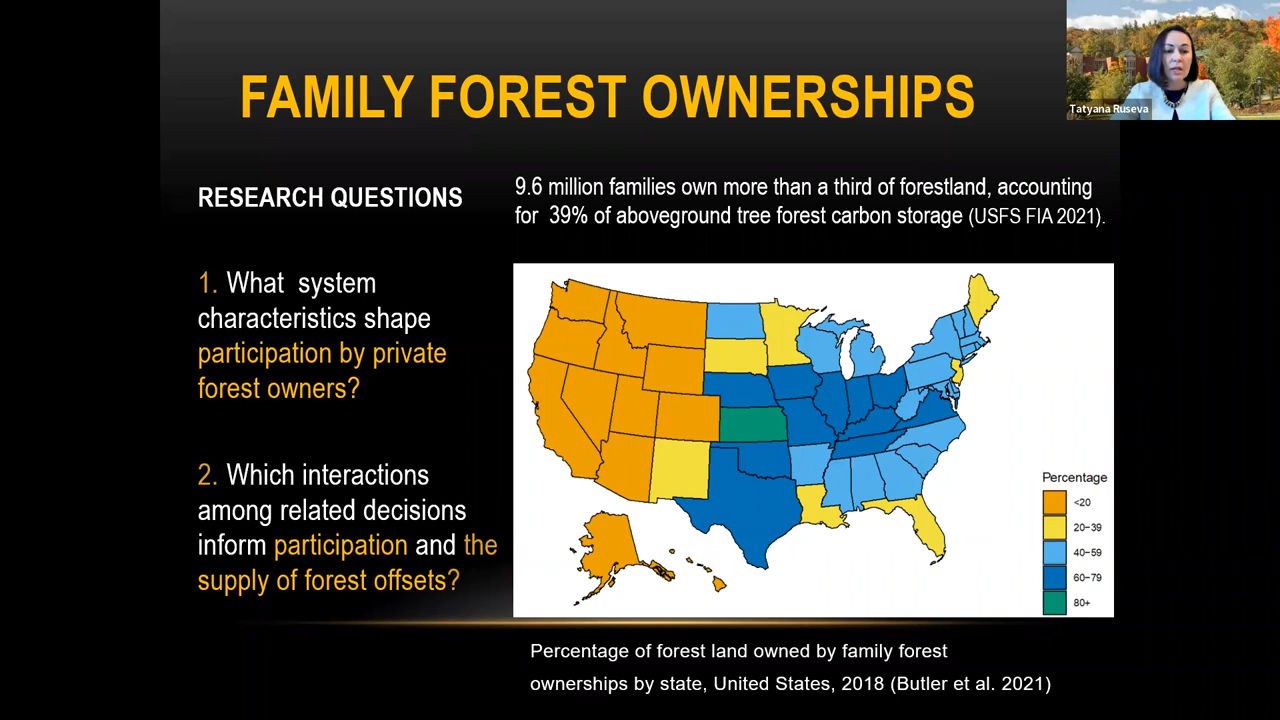 FAMILY FOREST OWNERSHIPS
Tatyana Ruseva
RESEARCH QUESTIONS
1. What system
characteristics shape
participation by private
forest owners?
2. Which interactions
among related decisions
inform participation and the
supply of forest offsets?
9.6 million families own more than a third of forestland, accounting
for 39% of aboveground tree forest carbon storage (USFS FIA 2021).
Percentage
<20
20−39
40−59
60−79
80+
Percentage of forest land owned by family forest
ownerships by state, United States, 2018 (Butler et al. 2021)